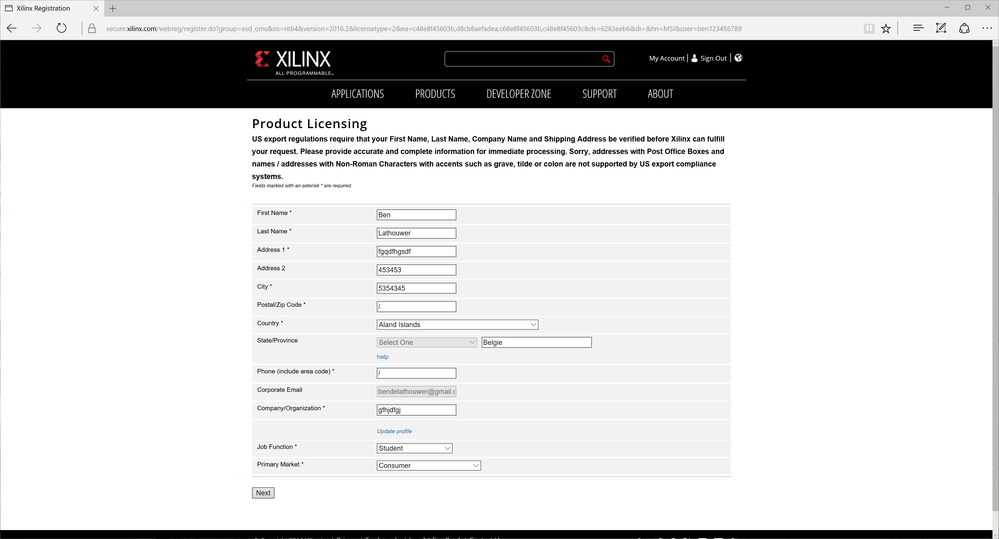 Xilinx Registration
secure.xilinx.com/webreg/register.do?group=esd_oms&os=nt64&version=2016.2&licensetype=2&ea=c48e8f45603b,d8cb8aefadea,c68e8f45603b,c48e8f45603c&ds=6283eeb6&di=&hn=MSI&user=ben123456789
XILINX
ALL PROGRAMMABLE™
My Account
Sign Out
APPLICATIONS PRODUCTS DEVELOPER ZONE SUPPORT ABOUT
Product Licensing
US export regulations require that your First Name, Last Name, Company Name and Shipping Address be verified before Xilinx can fulfill
your request. Please provide accurate and complete information for immediate processing. Sorry, addresses with Post Office Boxes and
names / addresses with Non-Roman Characters with accents such as grave, tilde or colon are not supported by US export compliance
systems.
Fields marked with an asterisk * are required.
First Name * Ben
Last Name * Lathouwer
Address 1 * fgqdfhgsdf
Address 2 453453
City * 5354345
Postal/Zip Code * /
Country * Aland Islands
State/Province Select One Belgie
help
Phone (include area code) * /
Corporate Email bendelathouwer@gmail.c
Company/Organization * gfhjdfgj
Update profile
Job Function * Student
Primary Market * Consumer
Next